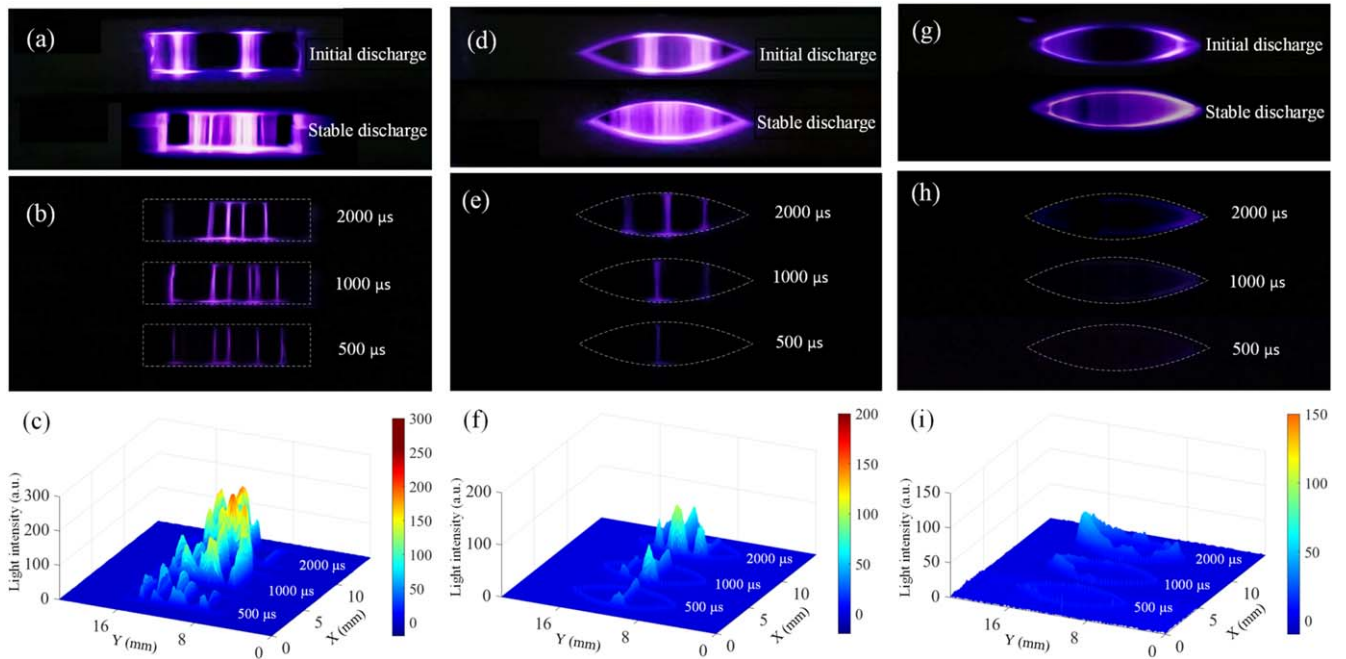 (a)
Initial discharge
Stable discharge
(d)
Initial discharge
Stable discharge
(g)
Initial discharge
Stable discharge
(b)
2000 μs
1000 μs
500 μs
(e)
2000 μs
1000 μs
500 μs
(h)
2000 μs
1000 μs
500 μs
(c)
Light intensity (a.u.)
300
200
100
0
16
8
0
Y (mm)
0
5
10
X (mm)
500 μs
1000 μs
2000 μs
300
250
200
150
100
50
0
(f)
Light intensity (a.u.)
200
100
0
16
8
0
Y (mm)
0
5
10
X (mm)
500 μs
1000 μs
2000 μs
200
150
100
50
0
(i)
Light intensity (a.u.)
150
100
50
0
16
8
0
Y (mm)
0
5
10
X (mm)
500 μs
1000 μs
2000 μs
150
100
50
0